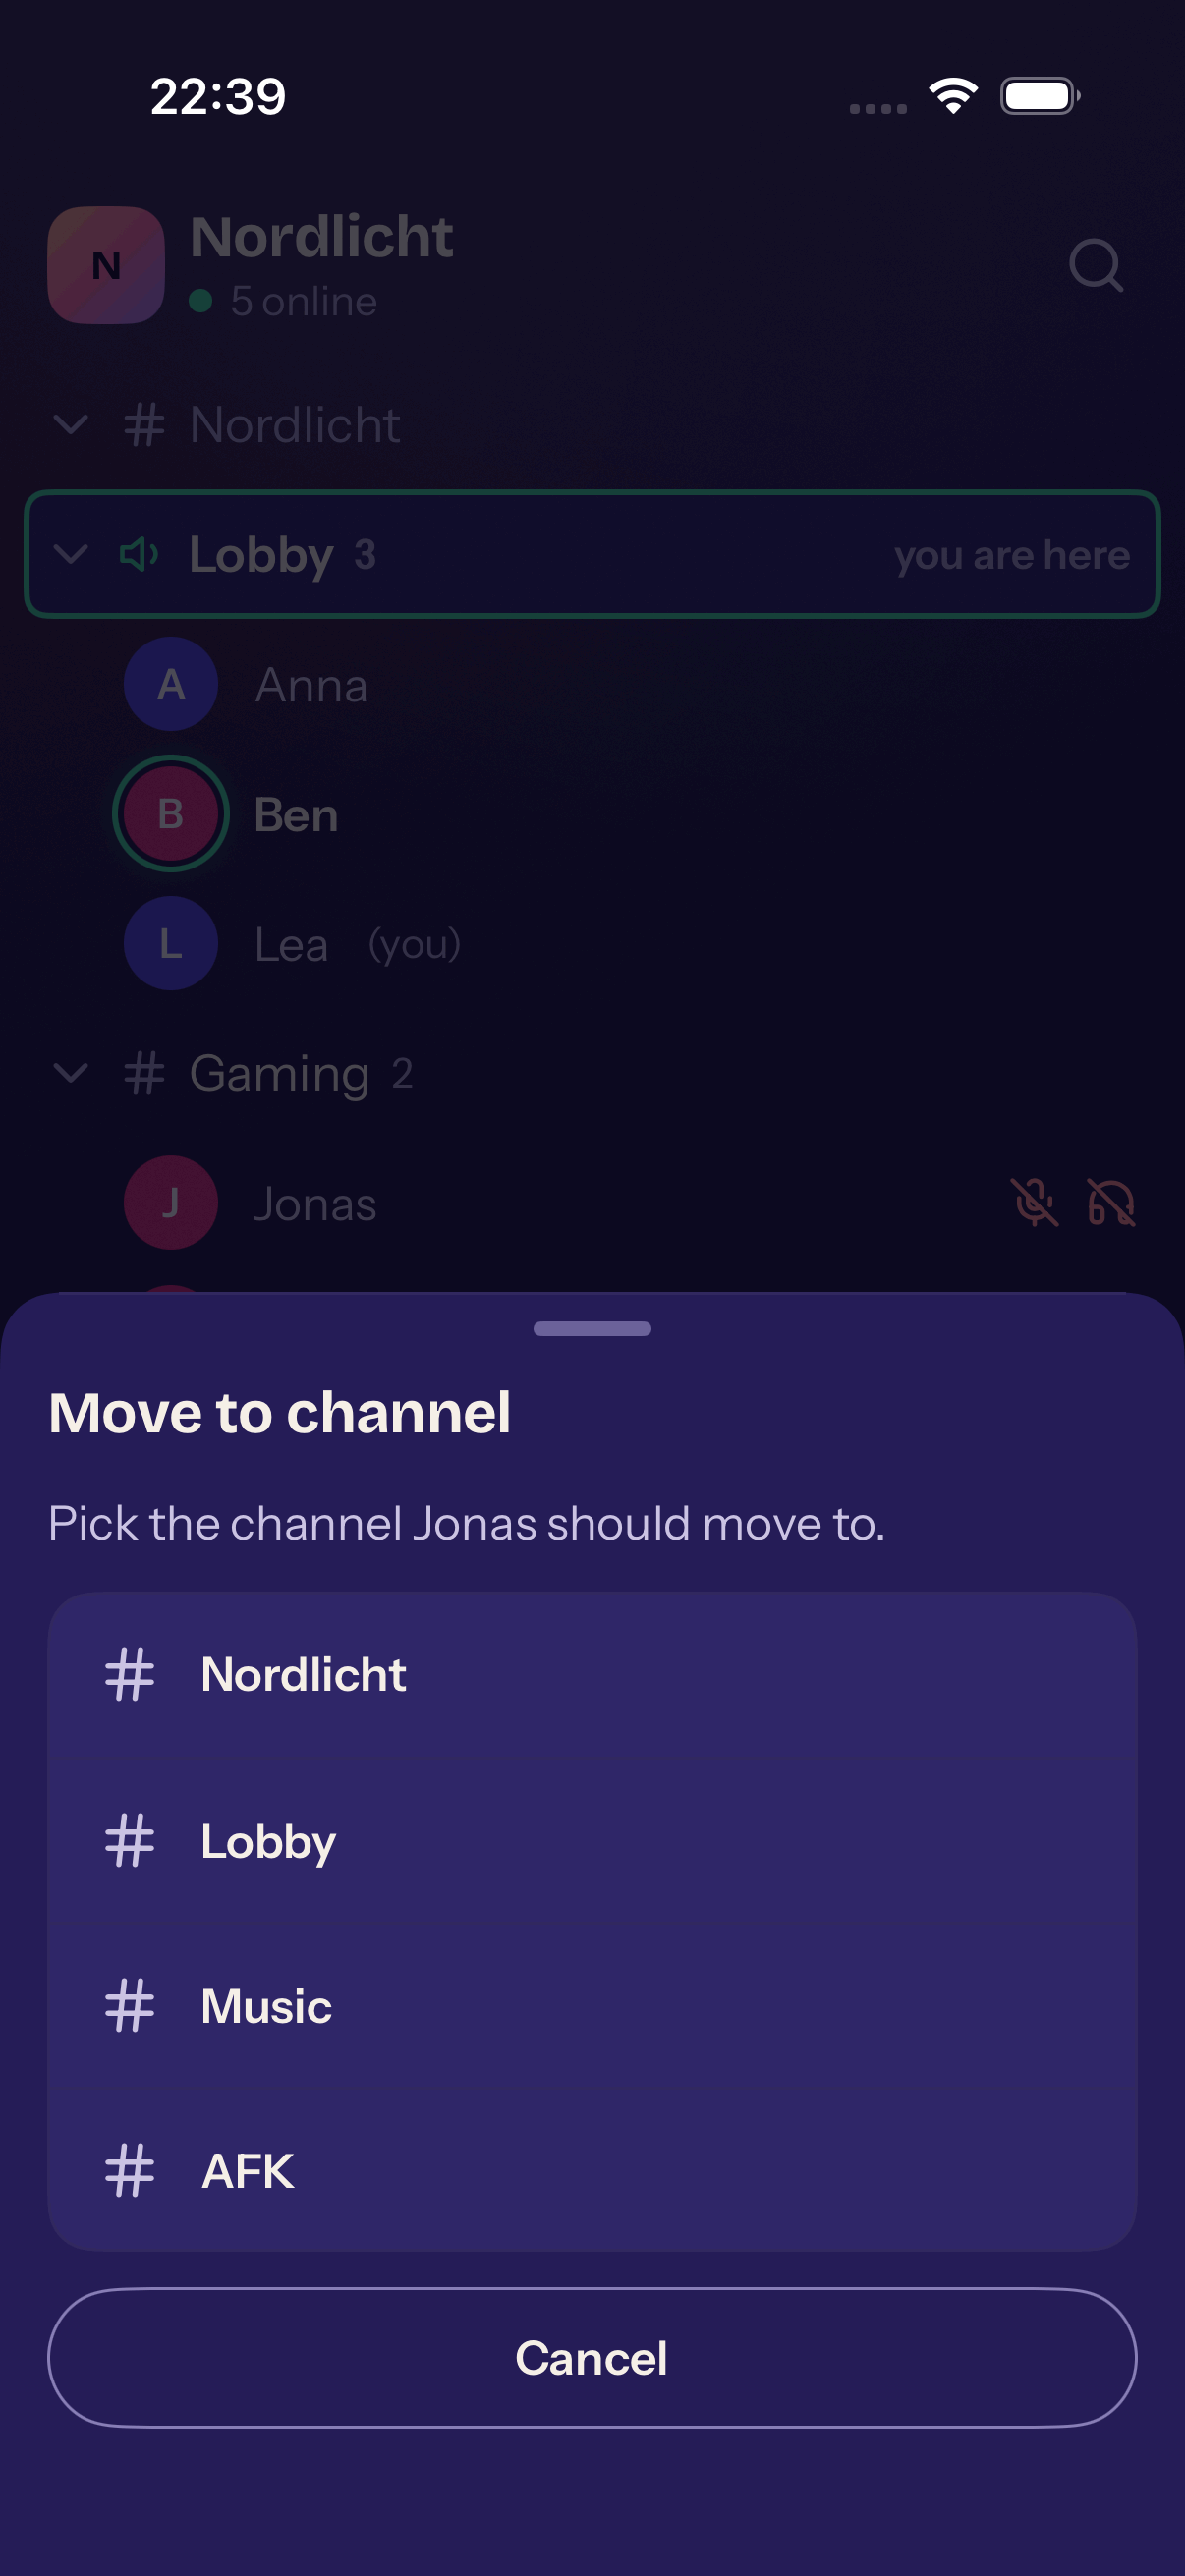 22:39
N
Nordlicht
5 online
Nordlicht
Lobby 3 you are here
A Anna
B Ben
L Lea (you)
Gaming 2
J Jonas
Move to channel
Pick the channel Jonas should move to.
# Nordlicht
# Lobby
# Music
# AFK
Cancel